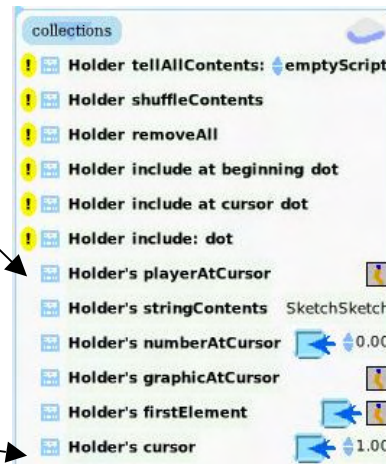 collections
! Holder tellAllContents: emptyScript
! Holder shuffleContents
! Holder removeAll
! Holder include at beginning dot
! Holder include at cursor dot
! Holder include: dot
Holder's playerAtCursor
Holder's stringContents SketchSketch
Holder's numberAtCursor 0.00
Holder's graphicAtCursor
Holder's firstElement
Holder's cursor 1.00